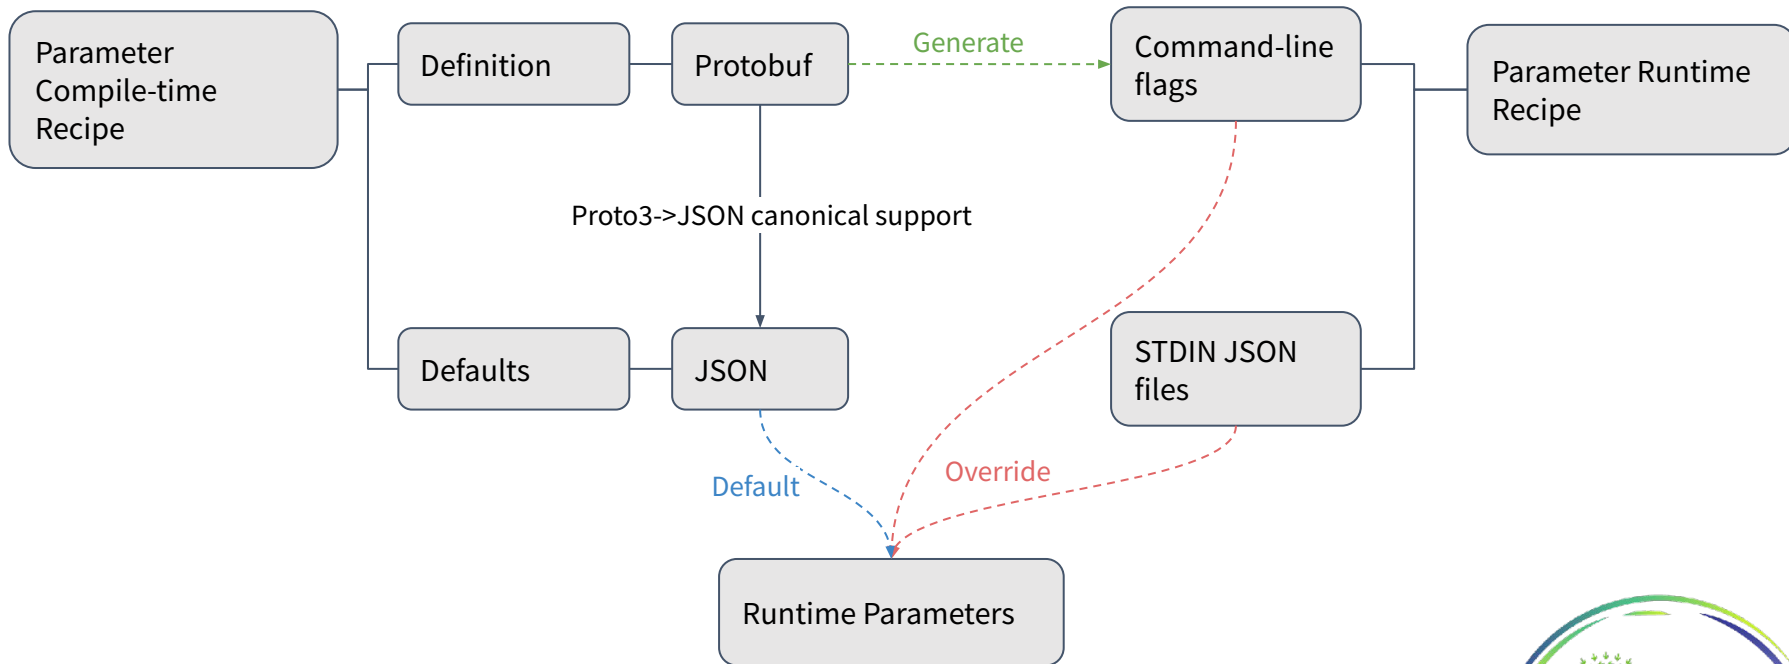 Parameter
Compile-time
Recipe
Definition
Protobuf
Generate
Command-line
flags
Parameter Runtime
Recipe
Proto3->JSON canonical support
Defaults
JSON
STDIN JSON
files
Default
Override
Runtime Parameters